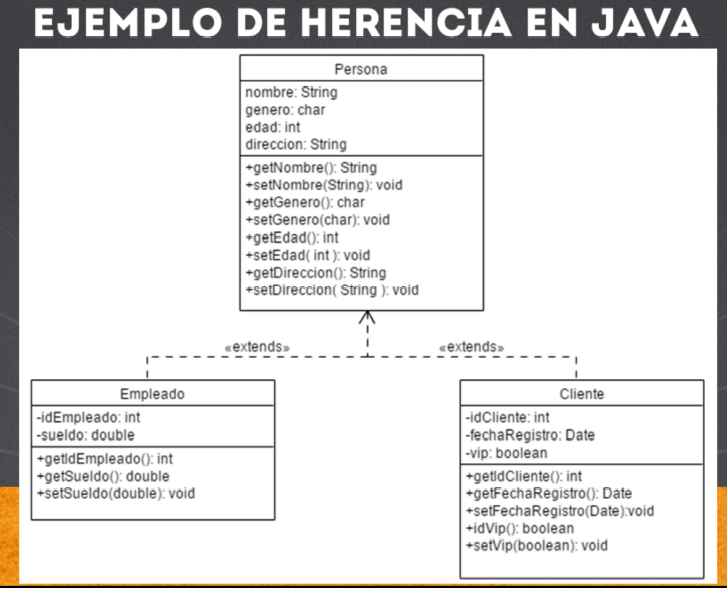 EJEMPLO DE HERENCIA EN JAVA
Persona
nombre: String
genero: char
edad: int
direccion: String
+getNombre(): String
+setNombre(String): void
+getGenero(): char
+setGenero(char): void
+getEdad(): int
+setEdad( int ): void
+getDireccion(): String
+setDireccion( String ): void
«extends»
«extends»
Empleado
-idEmpleado: int
-sueldo: double
+getIdEmpleado(): int
+getSueldo(): double
+setSueldo(double): void
Cliente
-idCliente: int
-fechaRegistro: Date
-vip: boolean
+getIdCliente(): int
+getFechaRegistro(): Date
+setFechaRegistro(Date):void
+idVip(): boolean
+setVip(boolean): void